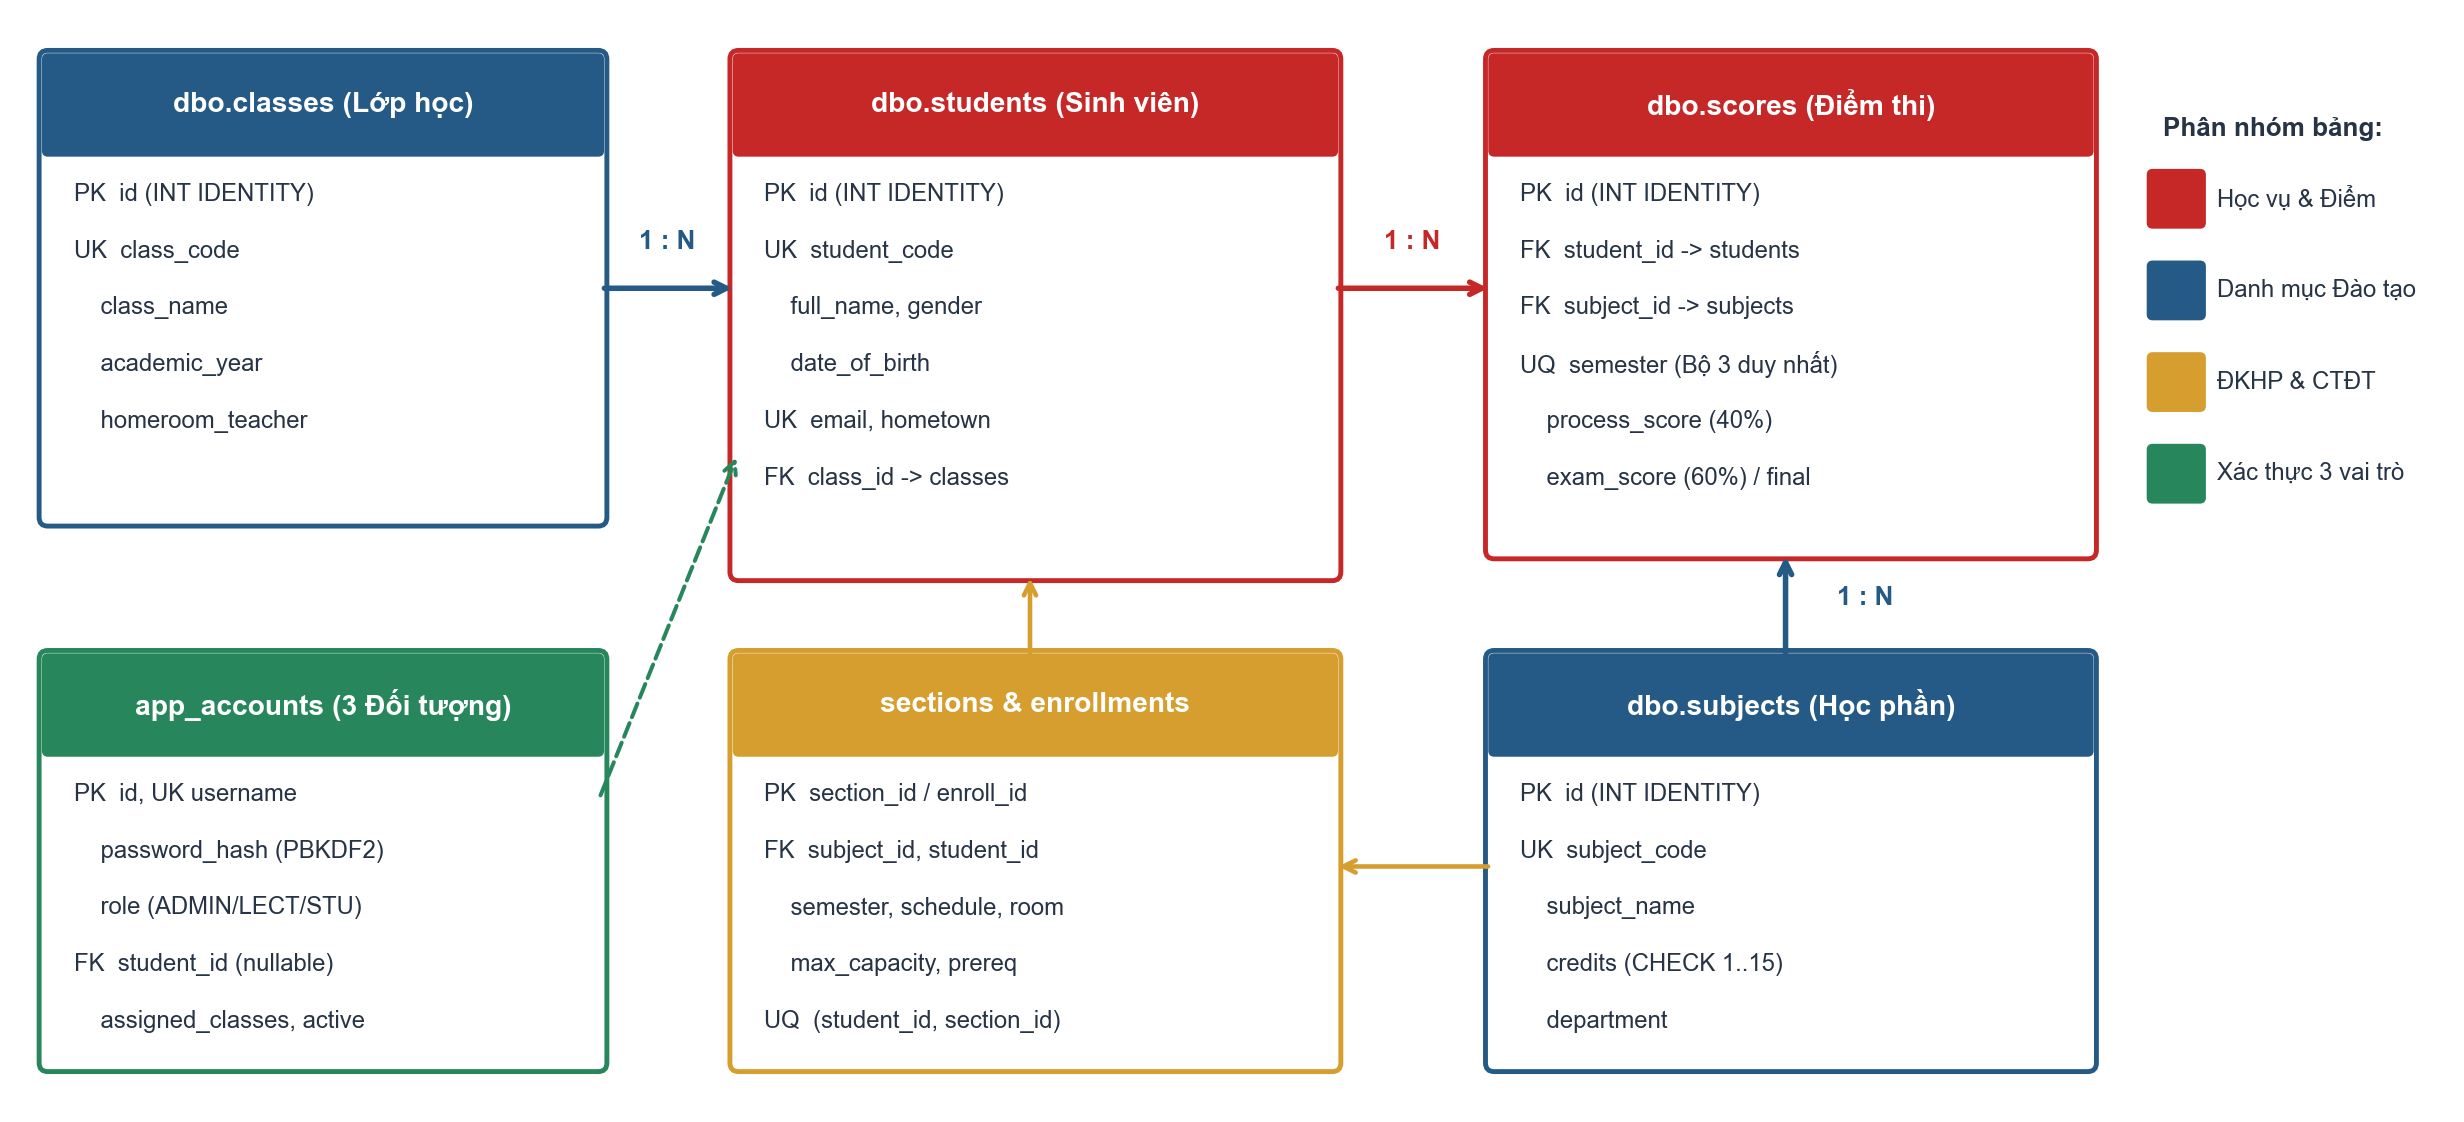 dbo.classes (Lớp học)
PK id (INT IDENTITY)
UK class_code
class_name
academic_year
homeroom_teacher
1 : N
dbo.students (Sinh viên)
PK id (INT IDENTITY)
UK student_code
full_name, gender
date_of_birth
UK email, hometown
FK class_id -> classes
1 : N
dbo.scores (Điểm thi)
PK id (INT IDENTITY)
FK student_id -> students
FK subject_id -> subjects
UQ semester (Bộ 3 duy nhất)
process_score (40%)
exam_score (60%) / final
Phân nhóm bảng:
Học vụ & Điểm
Danh mục Đào tạo
ĐKHP & CTĐT
Xác thực 3 vai trò
1 : N
app_accounts (3 Đối tượng)
PK id, UK username
password_hash (PBKDF2)
role (ADMIN/LECT/STU)
FK student_id (nullable)
assigned_classes, active
sections & enrollments
PK section_id / enroll_id
FK subject_id, student_id
semester, schedule, room
max_capacity, prereq
UQ (student_id, section_id)
dbo.subjects (Học phần)
PK id (INT IDENTITY)
UK subject_code
subject_name
credits (CHECK 1..15)
department